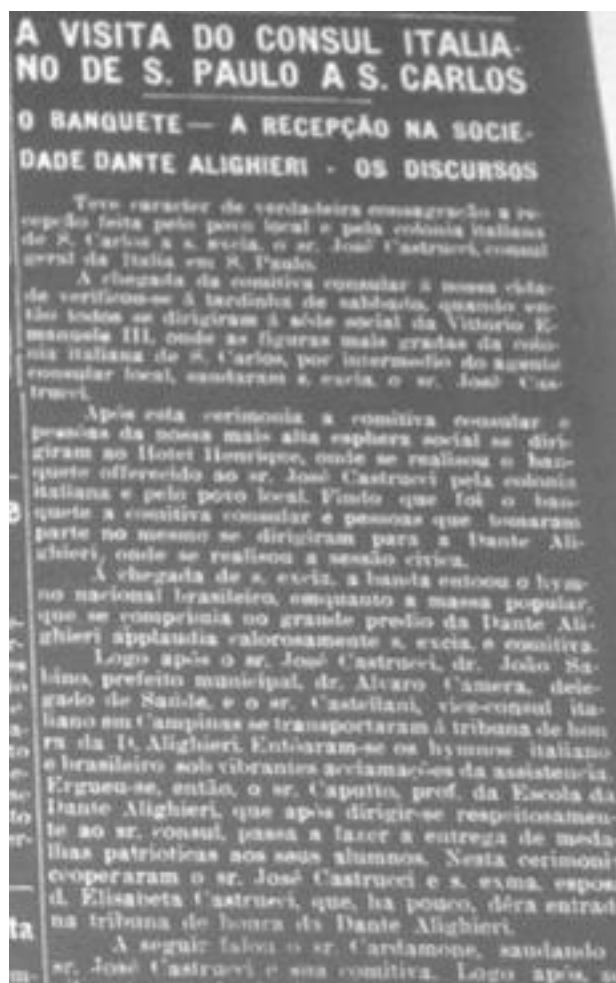 A VISITA DO CONSUL ITALIA-
NO DE S. PAULO A S. CARLOS
O BANQUETE — A RECEPÇÃO NA SOCIE-
DADE DANTE ALIGHIERI - OS DISCURSOS
Teve caracter de verdadeira consagração a re-
cepção feita pelo povo local e pela colonia italiana
de S. Carlos a s. excia. o sr. José Castrucci, consul
geral da Italia em S. Paulo.
A chegada da comitiva consular á nossa cida-
de verificou-se á tardinha de sabbado, quando en-
tão todos se dirigiram á séde social da Vittorio E-
manuele III, onde as figuras mais gradas da colo-
nia italiana de S. Carlos, por intermedio do agente
consular local, saudaram s. excia. o sr. José Cas-
trucci.
Após esta cerimonia a comitiva consular e
pessôas da nossa mais alta esphera social se diri-
giram ao Hotel Henrique, onde se realisou o ban-
quete offerecido ao sr. José Castrucci pela colonia
italiana e pelo povo local. Findo que foi o ban-
quete a comitiva consular e pessoas que tomaram
parte no mesmo se dirigiram para a Dante Ali-
ghieri, onde se realisou a sessão civica.
À chegada de s. excia. a banda entoou o hym-
no nacional brasileiro, emquanto a massa popular,
que se comprimia no grande predio da Dante Ali-
ghieri applaudia calorosamente s. excia. e comitiva.
Logo após o sr. José Castrucci, dr. João Sa-
bino, prefeito municipal, dr. Alvaro Camera, dele-
gado de Saúde, e o sr. Castellani, vice-consul ita-
liano em Campinas se transportaram á tribuna de hon
ra da D. Alighieri. Entôaram-se os hymnos italiano
e brasileiro sob vibrantes acclamações da assistencia
Ergueu-se, então, o sr. Caputto, prof. da Escola da
Dante Alighieri, que após dirigir-se respeitosamen-
te ao sr. consul, passa a fazer a entrega de meda
lhas patrioticas aos seus alumnos. Nesta cerimoni
cooperaram o sr. José Castrucci e s. exma. espos
d. Elisabeta Castrucci, que, ha pouco, déra entrad
na tribuna de honra da Dante Alighieri.
A seguir falou o sr. Cardamone, saudando
sr. José Castrucci e sua comitiva. Logo após,